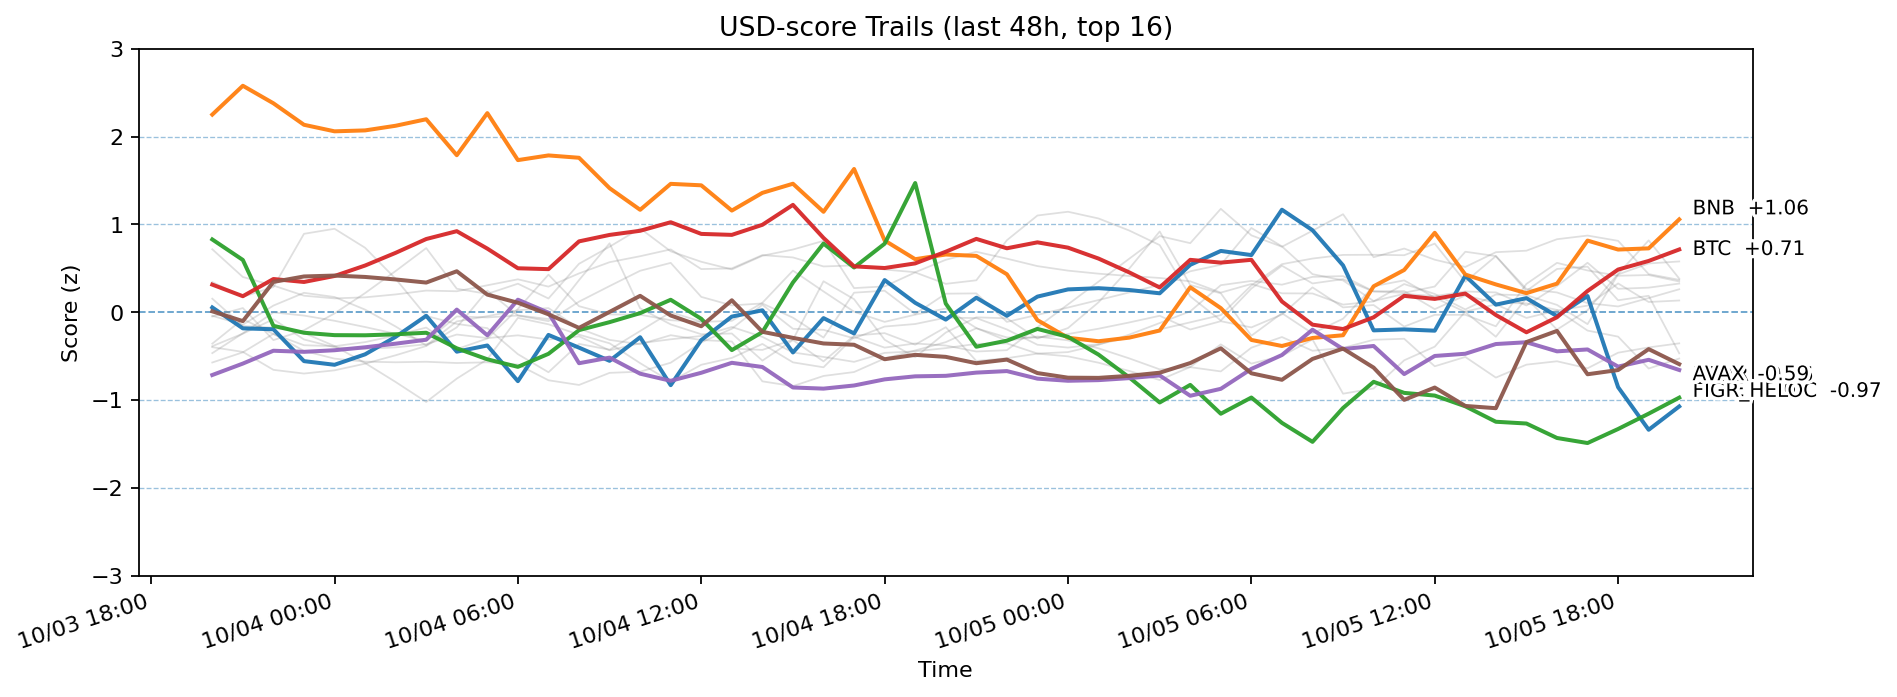 USD-score Trails (last 48h, top 16)
Score (z)
3
2
1
0
−1
−2
−3
BNB +1.06
BTC +0.71
AVAX -0.59
FIGR_HELOC -0.97
10/03 18:00
10/04 00:00
10/04 06:00
10/04 12:00
10/04 18:00
10/05 00:00
10/05 06:00
10/05 12:00
10/05 18:00
Time